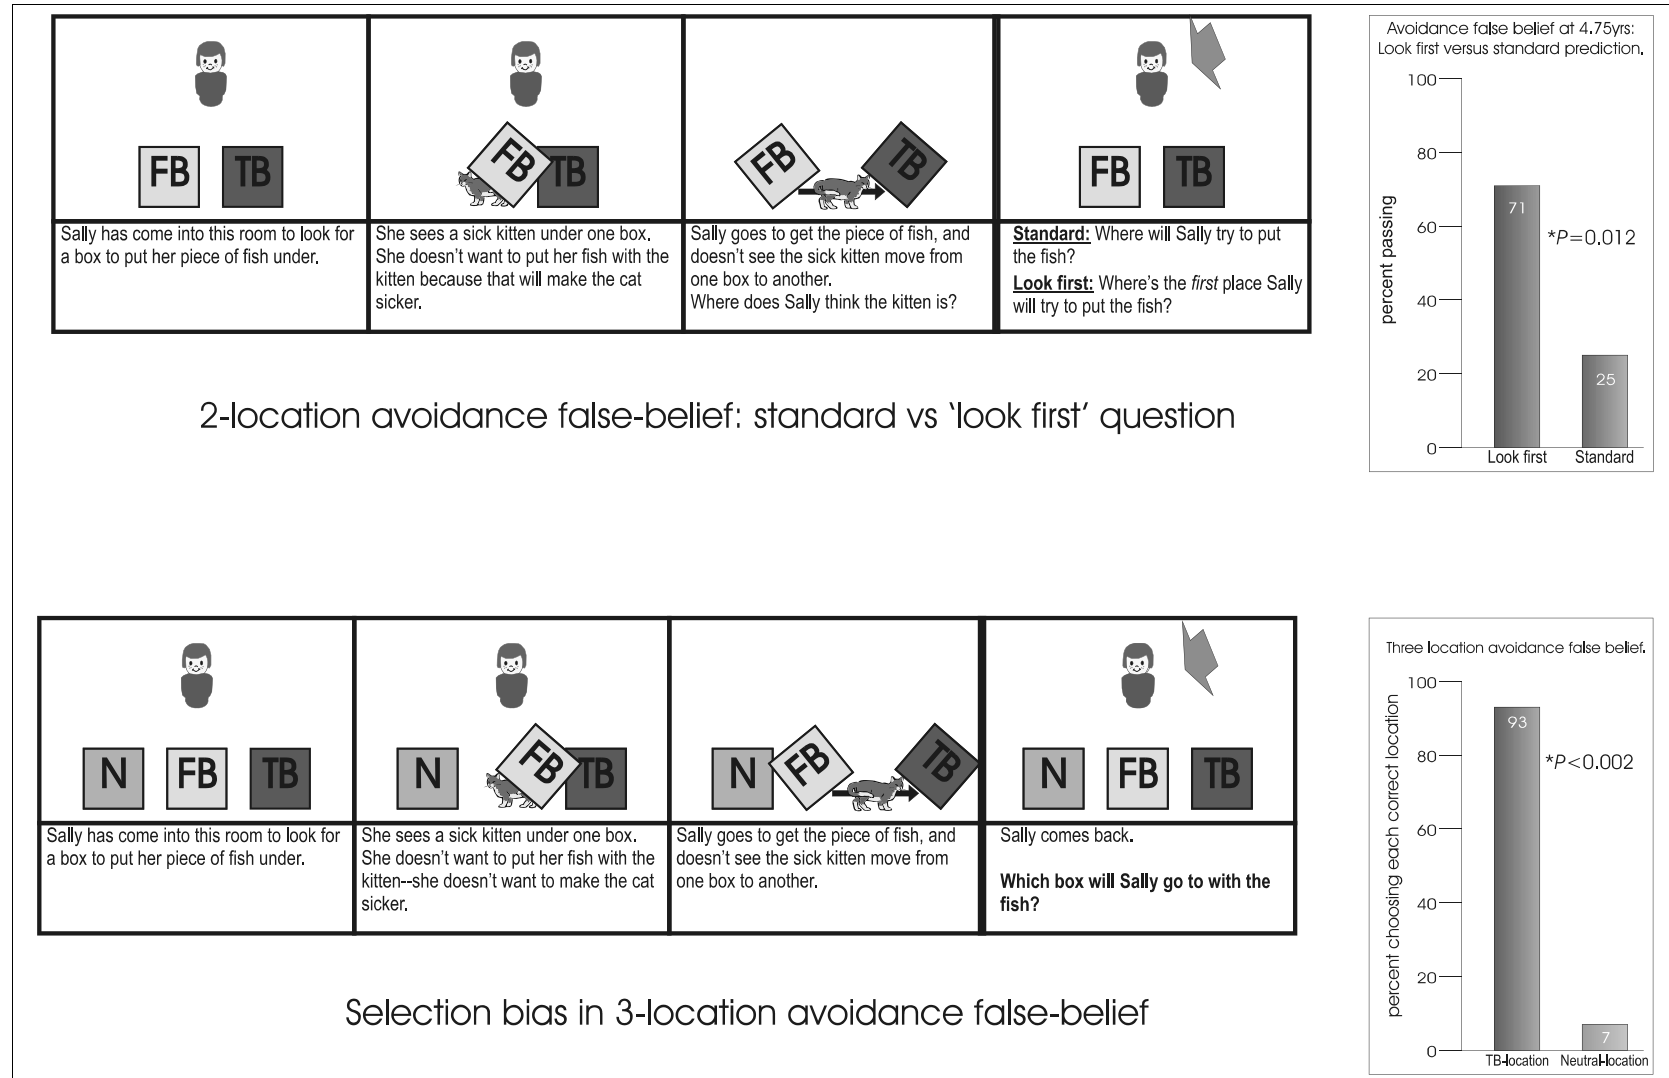 FB TB
FB TB
FB TB
FB TB
Sally has come into this room to look for
a box to put her piece of fish under.
She sees a sick kitten under one box.
She doesn't want to put her fish with the
kitten because that will make the cat
sicker.
Sally goes to get the piece of fish, and
doesn't see the sick kitten move from
one box to another.
Where does Sally think the kitten is?
Standard: Where will Sally try to put
the fish?
Look first: Where's the first place Sally
will try to put the fish?
2-location avoidance false-belief: standard vs 'look first' question
Avoidance false belief at 4.75yrs:
Look first versus standard prediction.
percent passing
100
80
60
40
20
0
71
25
*P=0.012
Look first Standard
N FB TB
N FB TB
N FB TB
N FB TB
Sally has come into this room to look for
a box to put her piece of fish under.
She sees a sick kitten under one box.
She doesn't want to put her fish with the
kitten--she doesn't want to make the cat
sicker.
Sally goes to get the piece of fish, and
doesn't see the sick kitten move from
one box to another.
Sally comes back.
Which box will Sally go to with the
fish?
Selection bias in 3-location avoidance false-belief
Three location avoidance false belief.
percent choosing each correct location
100
80
60
40
20
0
93
7
*P<0.002
TB-location Neutral-location